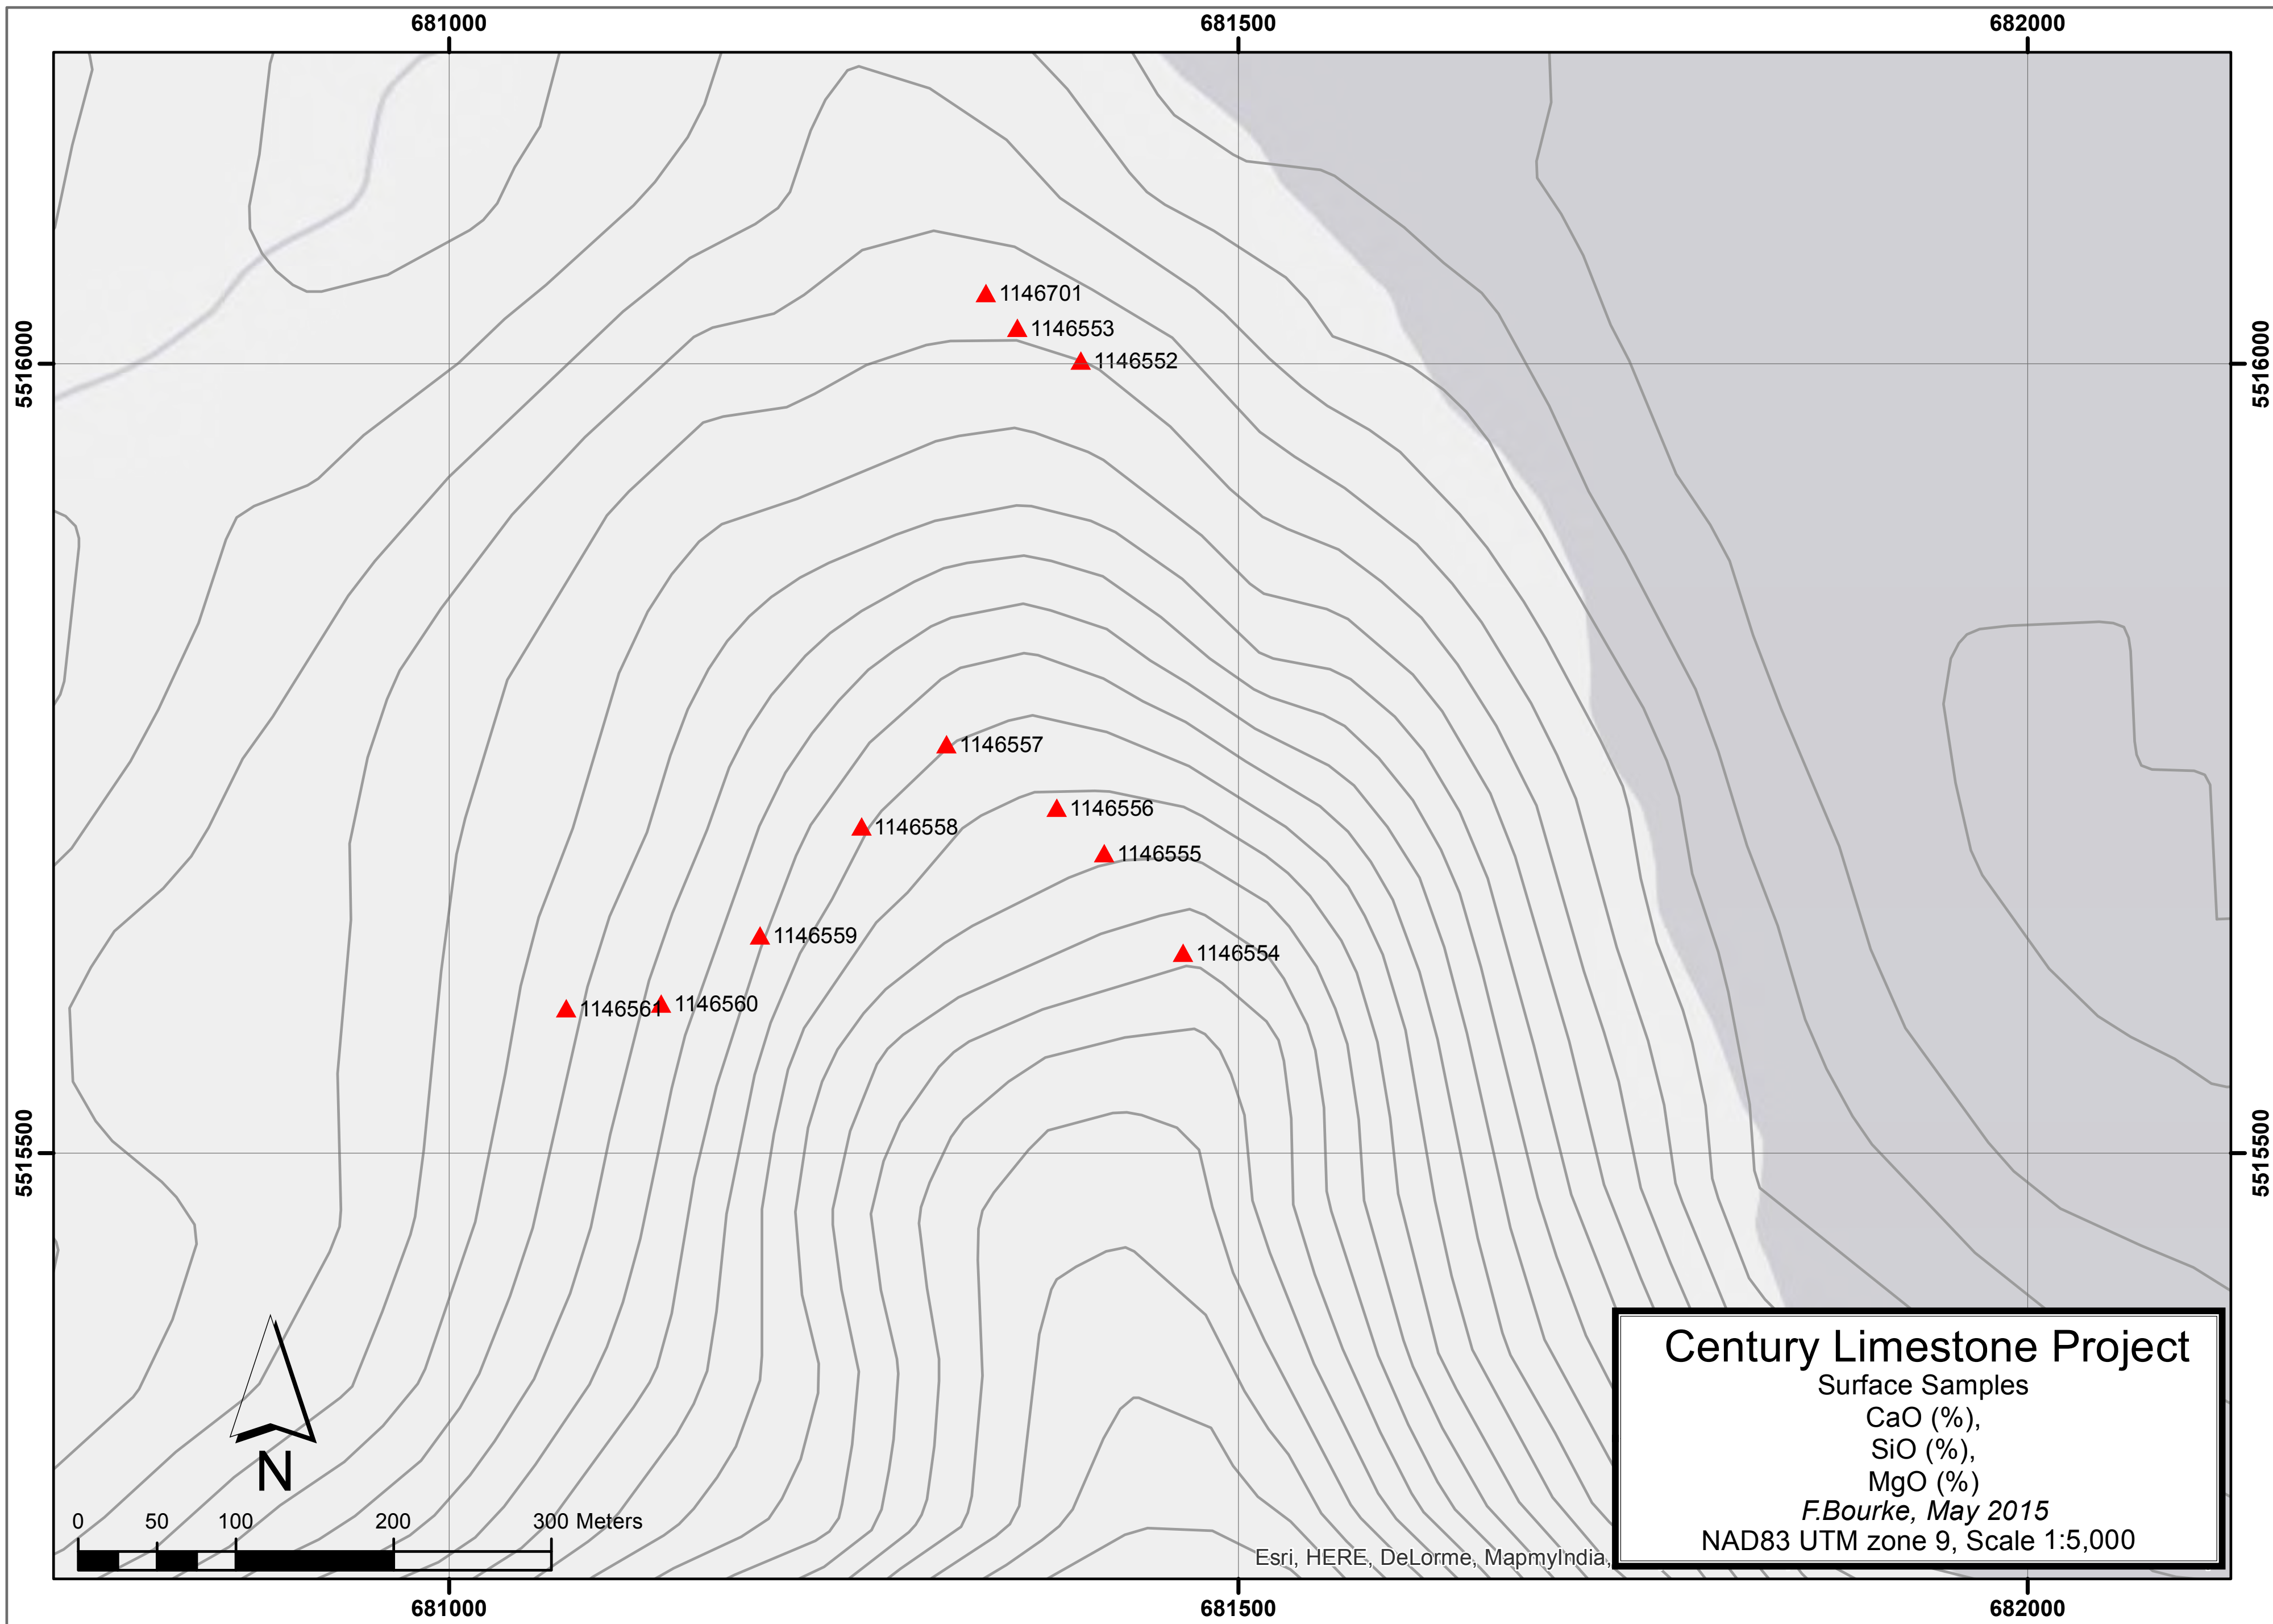 681000
681500
682000
5516000
5516000
1146701
1146553
1146552
1146557
1146556
1146558
1146555
1146559
1146554
1146561
1146560
5515500
5515500
Century Limestone Project
Surface Samples
CaO (%),
SiO (%),
MgO (%)
F.Bourke, May 2015
NAD83 UTM zone 9, Scale 1:5,000
N
0 50 100 200 300 Meters
Esri, HERE, DeLorme, MapmyIndia,
681000
681500
682000